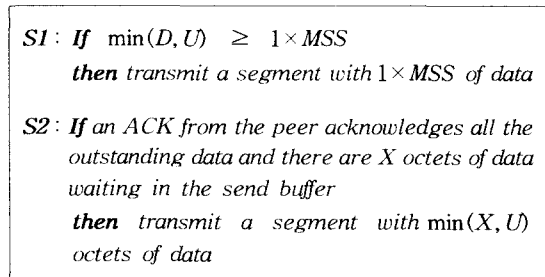 S1 : If min(D, U) ≥ 1×MSS
then transmit a segment with 1×MSS of data
S2 : If an ACK from the peer acknowledges all the
outstanding data and there are X octets of data
waiting in the send buffer
then transmit a segment with min(X, U)
octets of data